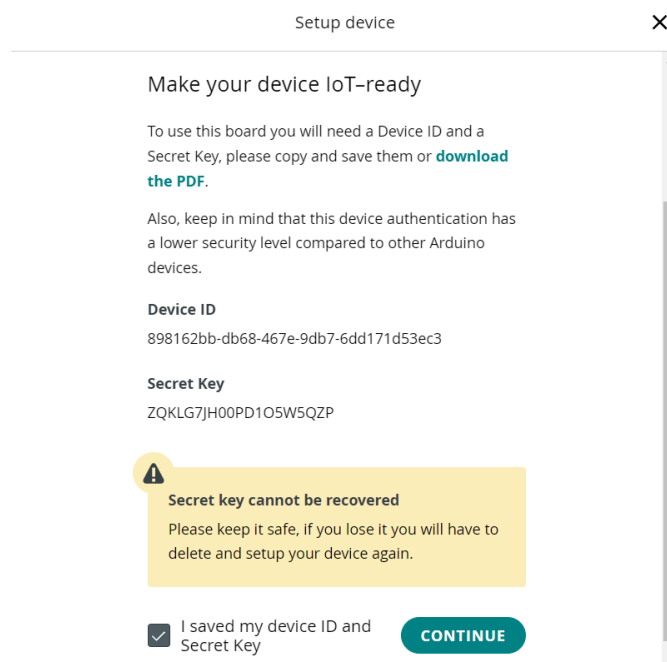 Setup device
Make your device IoT–ready
To use this board you will need a Device ID and a
Secret Key, please copy and save them or download
the PDF.
Also, keep in mind that this device authentication has
a lower security level compared to other Arduino
devices.
Device ID
898162bb-db68-467e-9db7-6dd171d53ec3
Secret Key
ZQKLG7JH00PD1O5W5QZP
Secret key cannot be recovered
Please keep it safe, if you lose it you will have to
delete and setup your device again.
I saved my device ID and
Secret Key
CONTINUE